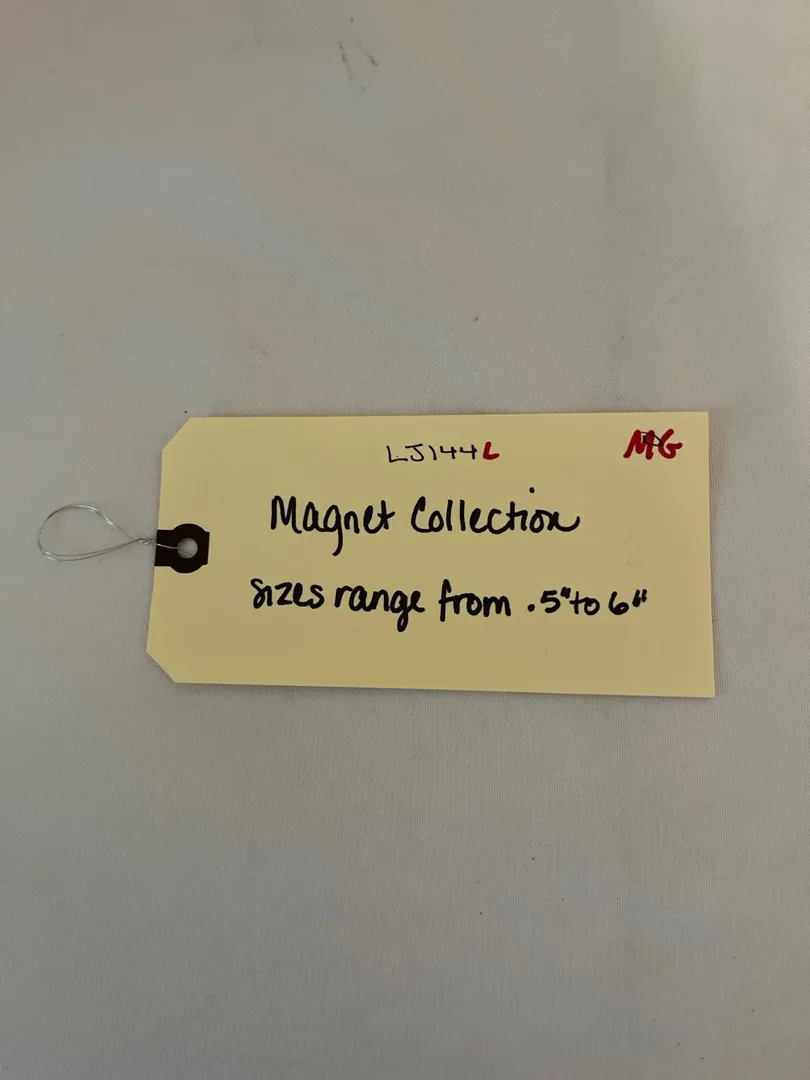 LJ144L MG
Magnet Collection
Sizes range from .5" to 6"